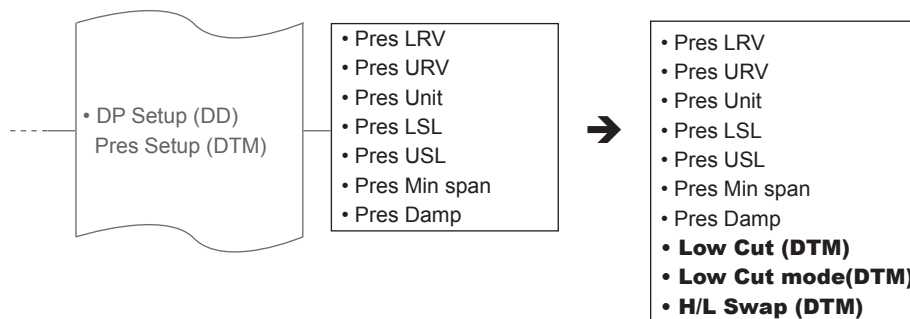 • DP Setup (DD)
Pres Setup (DTM)
• Pres LRV
• Pres URV
• Pres Unit
• Pres LSL
• Pres USL
• Pres Min span
• Pres Damp
• Pres LRV
• Pres URV
• Pres Unit
• Pres LSL
• Pres USL
• Pres Min span
• Pres Damp
• Low Cut (DTM)
• Low Cut mode(DTM)
• H/L Swap (DTM)